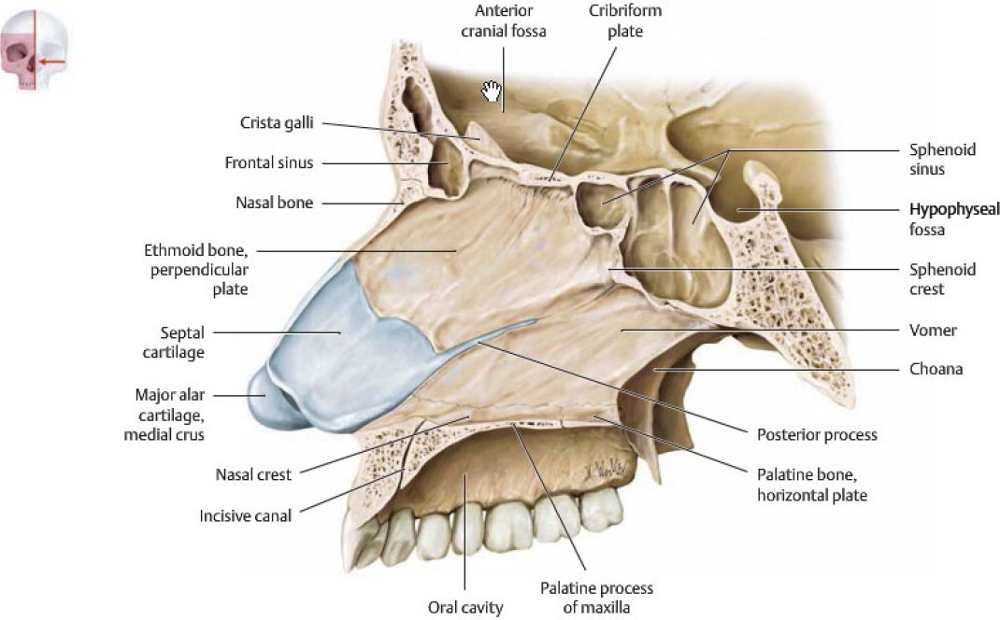 Anterior
cranial fossa
Cribriform
plate
Crista galli
Frontal sinus
Nasal bone
Ethmoid bone,
perpendicular
plate
Septal
cartilage
Major alar
cartilage,
medial crus
Nasal crest
Incisive canal
Sphenoid
sinus
Hypophyseal
fossa
Sphenoid
crest
Vomer
Choana
Posterior process
Palatine bone,
horizontal plate
Oral cavity
Palatine process
of maxilla